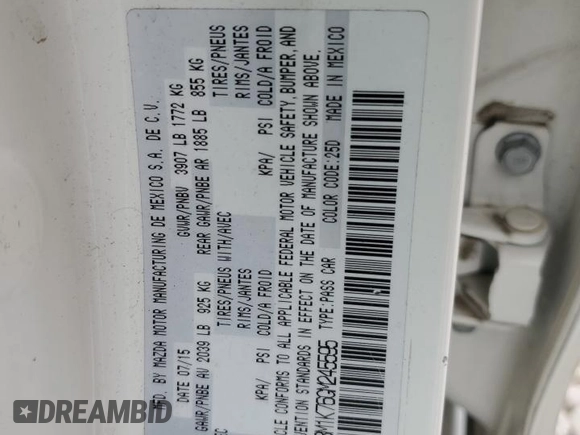 MFD. BY MAZDA MOTOR MANUFACTURING DE MEXICO S.A. DE C.V.
DATE 07/15 GVWR/PNBV 3907 LB 1772 KG
GAWR/PNBE AV 2039 LB 925 KG REAR GAWR/PNBE AR 1885 LB 855 KG
TIRES/PNEUS WITH/AVEC TIRES/PNEUS
RIMS/JANTES RIMS/JANTES
KPA/ PSI COLD/A FROID KPA/ PSI COLD/A FROID
CONFORMS TO ALL APPLICABLE FEDERAL MOTOR VEHICLE SAFETY, BUMPER, AND
STANDARDS IN EFFECT ON THE DATE OF MANUFACTURE SHOWN ABOVE.
TYPE:PASS CAR COLOR CODE:25D MADE IN MEXICO
RIDECHECKED